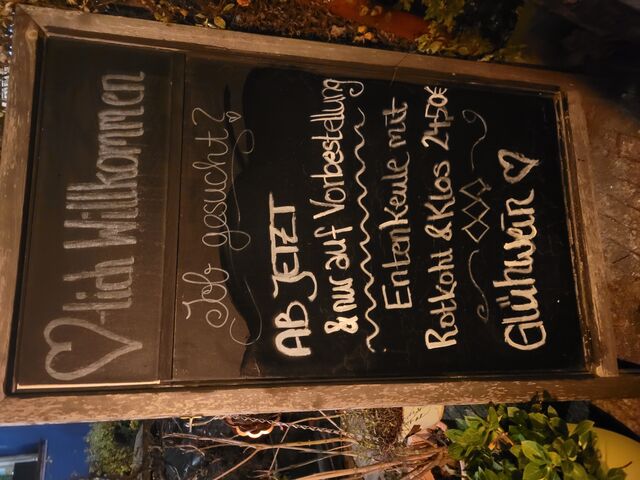 ♡-lich Willkommen
Job gesucht?
AB JETZT
& nur auf Vorbestellung
Entenkeule mit
Rotkohl & Klos 24,50€
Glühwein ♡